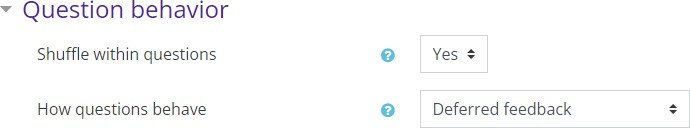 Question behavior
Shuffle within questions ? Yes
How questions behave ? Deferred feedback